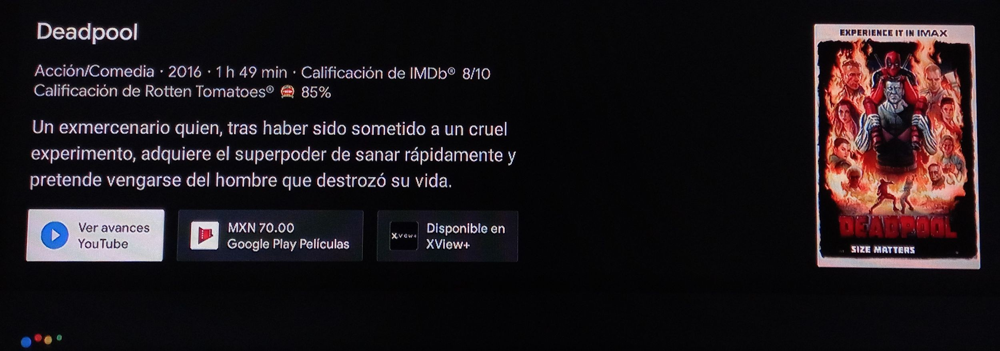 Deadpool
Acción/Comedia · 2016 · 1 h 49 min · Calificación de IMDb® 8/10
Calificación de Rotten Tomatoes® 85%
Un exmercenario quien, tras haber sido sometido a un cruel
experimento, adquiere el superpoder de sanar rápidamente y
pretende vengarse del hombre que destrozó su vida.
Ver avances
YouTube
MXN 70.00
Google Play Películas
XView+
Disponible en
XView+
EXPERIENCE IT IN IMAX
DEADPOOL
SIZE MATTERS